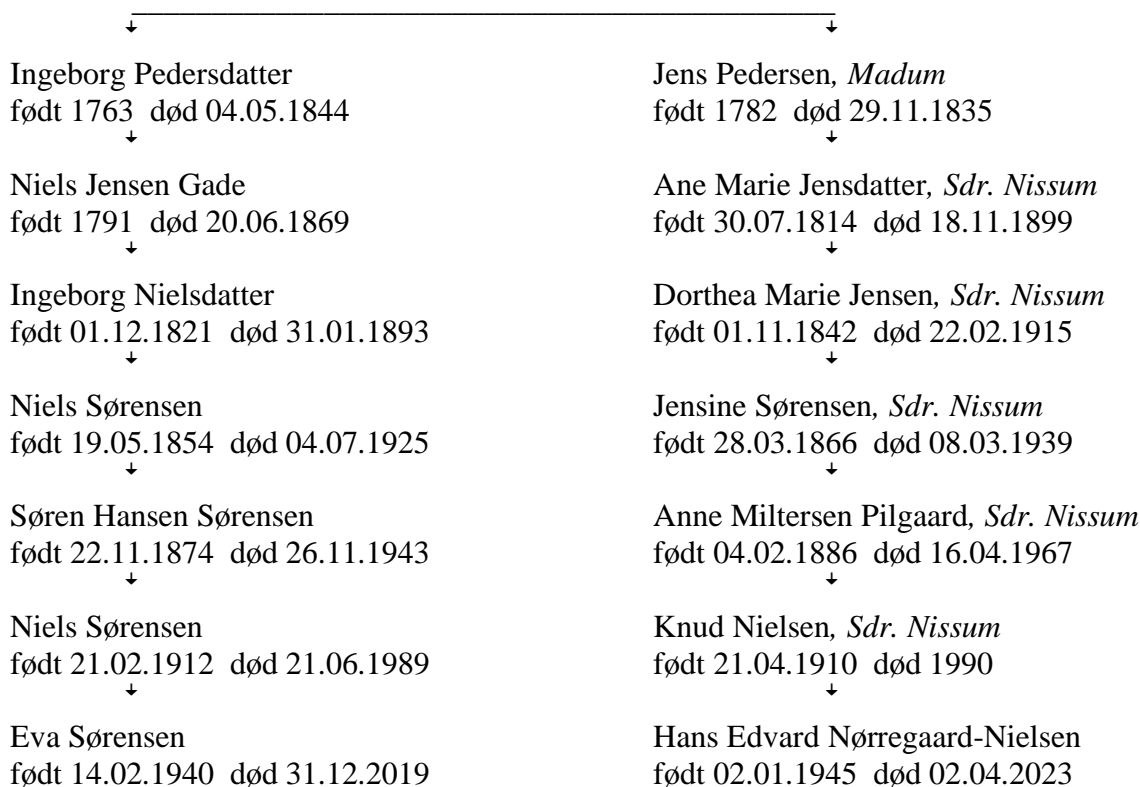 Ingeborg Pedersdatter
født 1763  død 04.05.1844
Jens Pedersen, Madum
født 1782  død 29.11.1835
Niels Jensen Gade
født 1791  død 20.06.1869
Ane Marie Jensdatter, Sdr. Nissum
født 30.07.1814  død 18.11.1899
Ingeborg Nielsdatter
født 01.12.1821  død 31.01.1893
Dorthea Marie Jensen, Sdr. Nissum
født 01.11.1842  død 22.02.1915
Niels Sørensen
født 19.05.1854  død 04.07.1925
Jensine Sørensen, Sdr. Nissum
født 28.03.1866  død 08.03.1939
Søren Hansen Sørensen
født 22.11.1874  død 26.11.1943
Anne Miltersen Pilgaard, Sdr. Nissum
født 04.02.1886  død 16.04.1967
Niels Sørensen
født 21.02.1912  død 21.06.1989
Knud Nielsen, Sdr. Nissum
født 21.04.1910  død 1990
Eva Sørensen
født 14.02.1940  død 31.12.2019
Hans Edvard Nørregaard-Nielsen
født 02.01.1945  død 02.04.2023